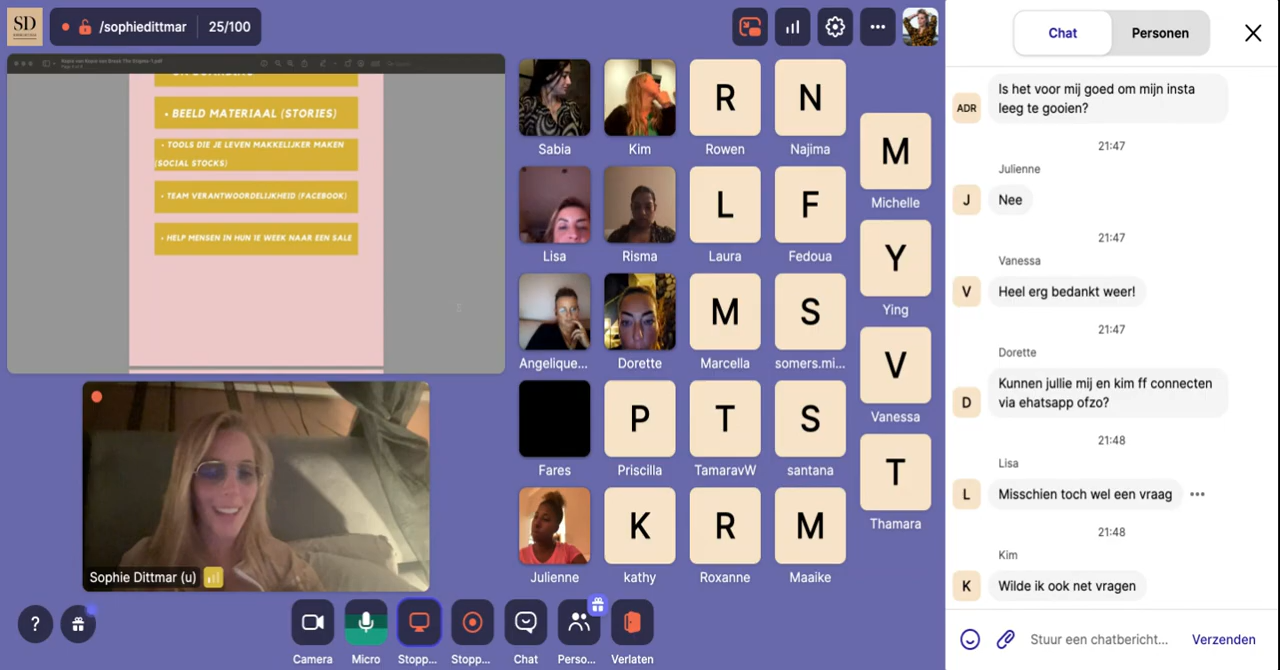 SD
/sophiedittmar
25/100
• BEELD MATERIAAL (STORIES)
• TOOLS DIE JE LEVEN MAKKELIJKER MAKEN
(SOCIAL STOCKS)
• TEAM VERANTWOORDELIJKHEID (FACEBOOK)
• HELP MENSEN IN HUN 1E WEEK NAAR EEN SALE
Sophie Dittmar (u)
Sabia
Kim
R
Rowen
N
Najima
Lisa
Risma
L
Laura
F
Fedoua
Angelique...
Dorette
M
Marcella
S
somers.mi...
Fares
P
Priscilla
T
TamaravW
S
santana
Julienne
K
kathy
R
Roxanne
M
Maaike
M
Michelle
Y
Ying
V
Vanessa
T
Thamara
?
Camera
Micro
Stopp...
Stopp...
Chat
Perso...
Verlaten
Chat
Personen
ADR
Is het voor mij goed om mijn insta
leeg te gooien?
21:47
Julienne
J
Nee
21:47
Vanessa
V
Heel erg bedankt weer!
21:47
Dorette
D
Kunnen jullie mij en kim ff connecten
via ehatsapp ofzo?
21:48
Lisa
L
Misschien toch wel een vraag
21:48
Kim
K
Wilde ik ook net vragen
Stuur een chatbericht...
Verzenden